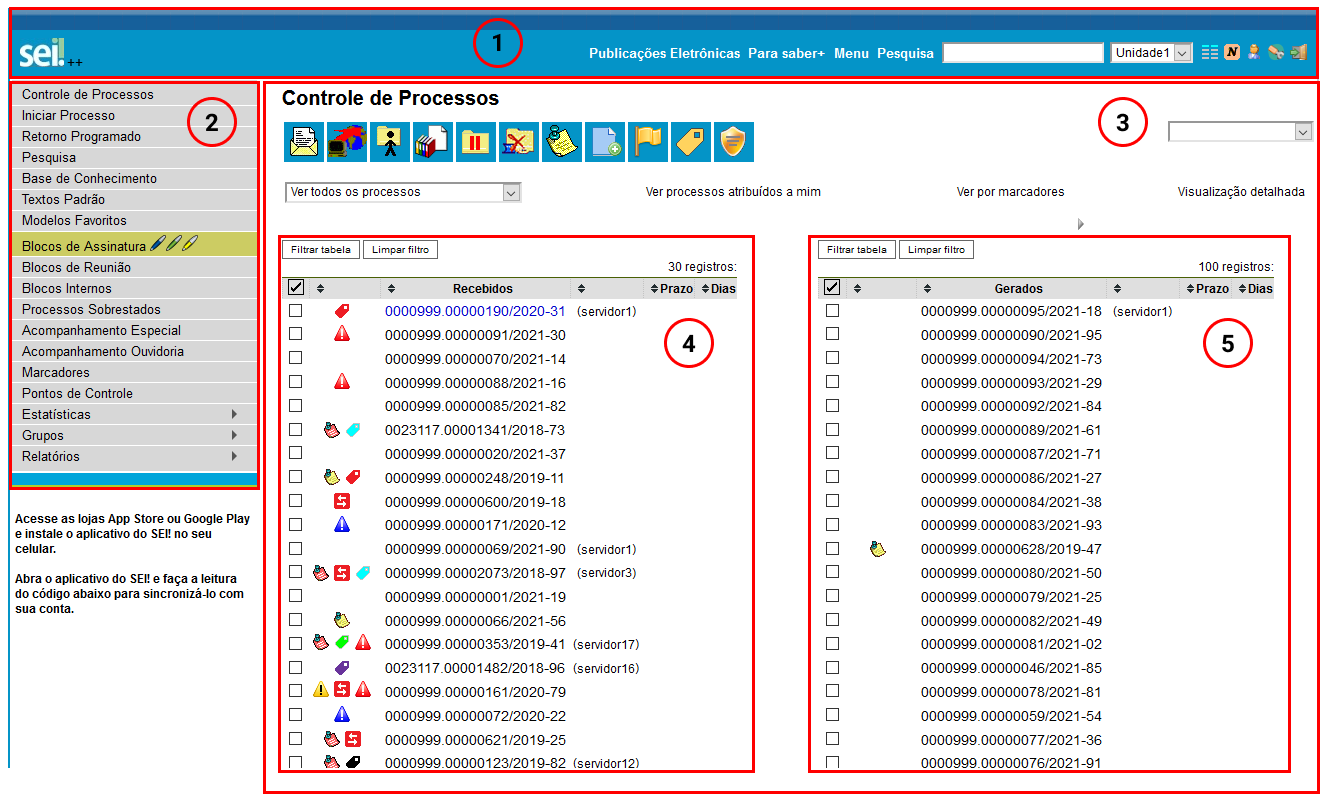 1
sei!++
Publicações Eletrônicas Para saber+ Menu Pesquisa Unidade1 N
Controle de Processos
Iniciar Processo
Retorno Programado
Pesquisa
Base de Conhecimento
Textos Padrão
Modelos Favoritos
Blocos de Assinatura
Blocos de Reunião
Blocos Internos
Processos Sobrestados
Acompanhamento Especial
Acompanhamento Ouvidoria
Marcadores
Pontos de Controle
Estatísticas
Grupos
Relatórios
2
Acesse as lojas App Store ou Google Play
e instale o aplicativo do SEI! no seu
celular.
Abra o aplicativo do SEI! e faça a leitura
do código abaixo para sincronizá-lo com
sua conta.
Controle de Processos
3
Ver todos os processos Ver processos atribuídos a mim Ver por marcadores Visualização detalhada
Filtrar tabela Limpar filtro
30 registros:
Recebidos Prazo Dias
0000999.00000190/2020-31 (servidor1)
0000999.00000091/2021-30
0000999.00000070/2021-14
0000999.00000088/2021-16
0000999.00000085/2021-82
0023117.00001341/2018-73
0000999.00000020/2021-37
0000999.00000248/2019-11
0000999.00000600/2019-18
0000999.00000171/2020-12
0000999.00000069/2021-90 (servidor1)
0000999.00002073/2018-97 (servidor3)
0000999.00000001/2021-19
0000999.00000066/2021-56
0000999.00000353/2019-41 (servidor17)
0023117.00001482/2018-96 (servidor16)
0000999.00000161/2020-79
0000999.00000072/2020-22
0000999.00000621/2019-25
0000999.00000123/2019-82 (servidor12)
4
Filtrar tabela Limpar filtro
100 registros:
Gerados Prazo Dias
0000999.00000095/2021-18 (servidor1)
0000999.00000090/2021-95
0000999.00000094/2021-73
0000999.00000093/2021-29
0000999.00000092/2021-84
0000999.00000089/2021-61
0000999.00000087/2021-71
0000999.00000086/2021-27
0000999.00000084/2021-38
0000999.00000083/2021-93
0000999.00000628/2019-47
0000999.00000080/2021-50
0000999.00000079/2021-25
0000999.00000082/2021-49
0000999.00000081/2021-02
0000999.00000046/2021-85
0000999.00000078/2021-81
0000999.00000059/2021-54
0000999.00000077/2021-36
0000999.00000076/2021-91
5